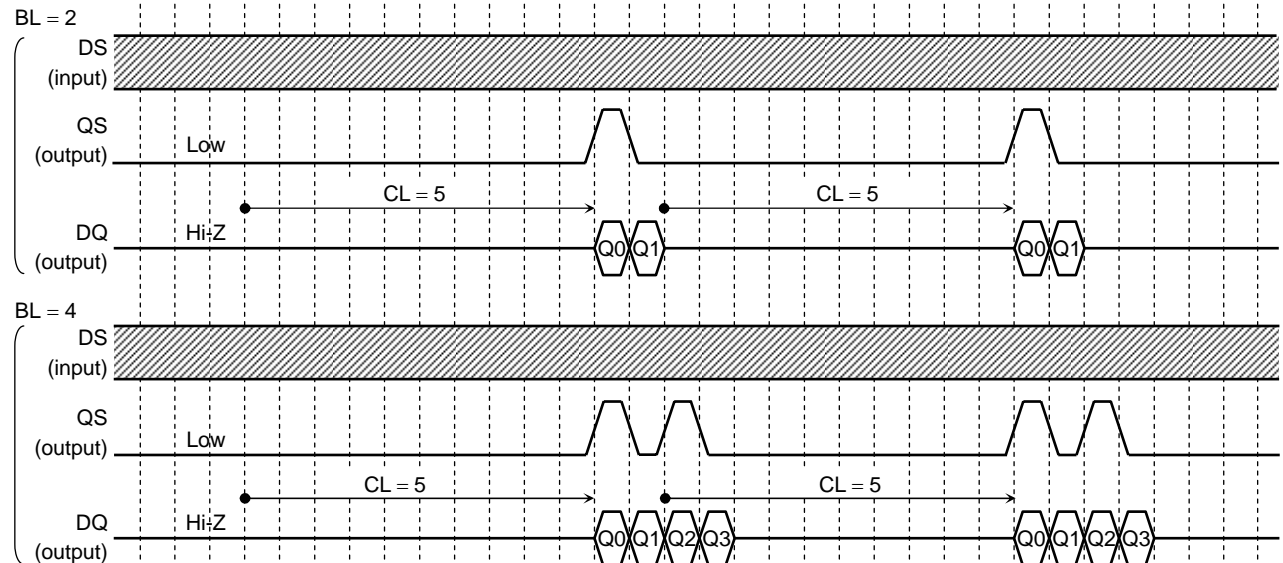 BL = 2
DS
(input)
QS
(output)
Low
CL = 5
CL = 5
DQ
(output)
Hi-Z
Q0 Q1
Q0 Q1
BL = 4
DS
(input)
QS
(output)
Low
CL = 5
CL = 5
DQ
(output)
Hi-Z
Q0 Q1 Q2 Q3
Q0 Q1 Q2 Q3